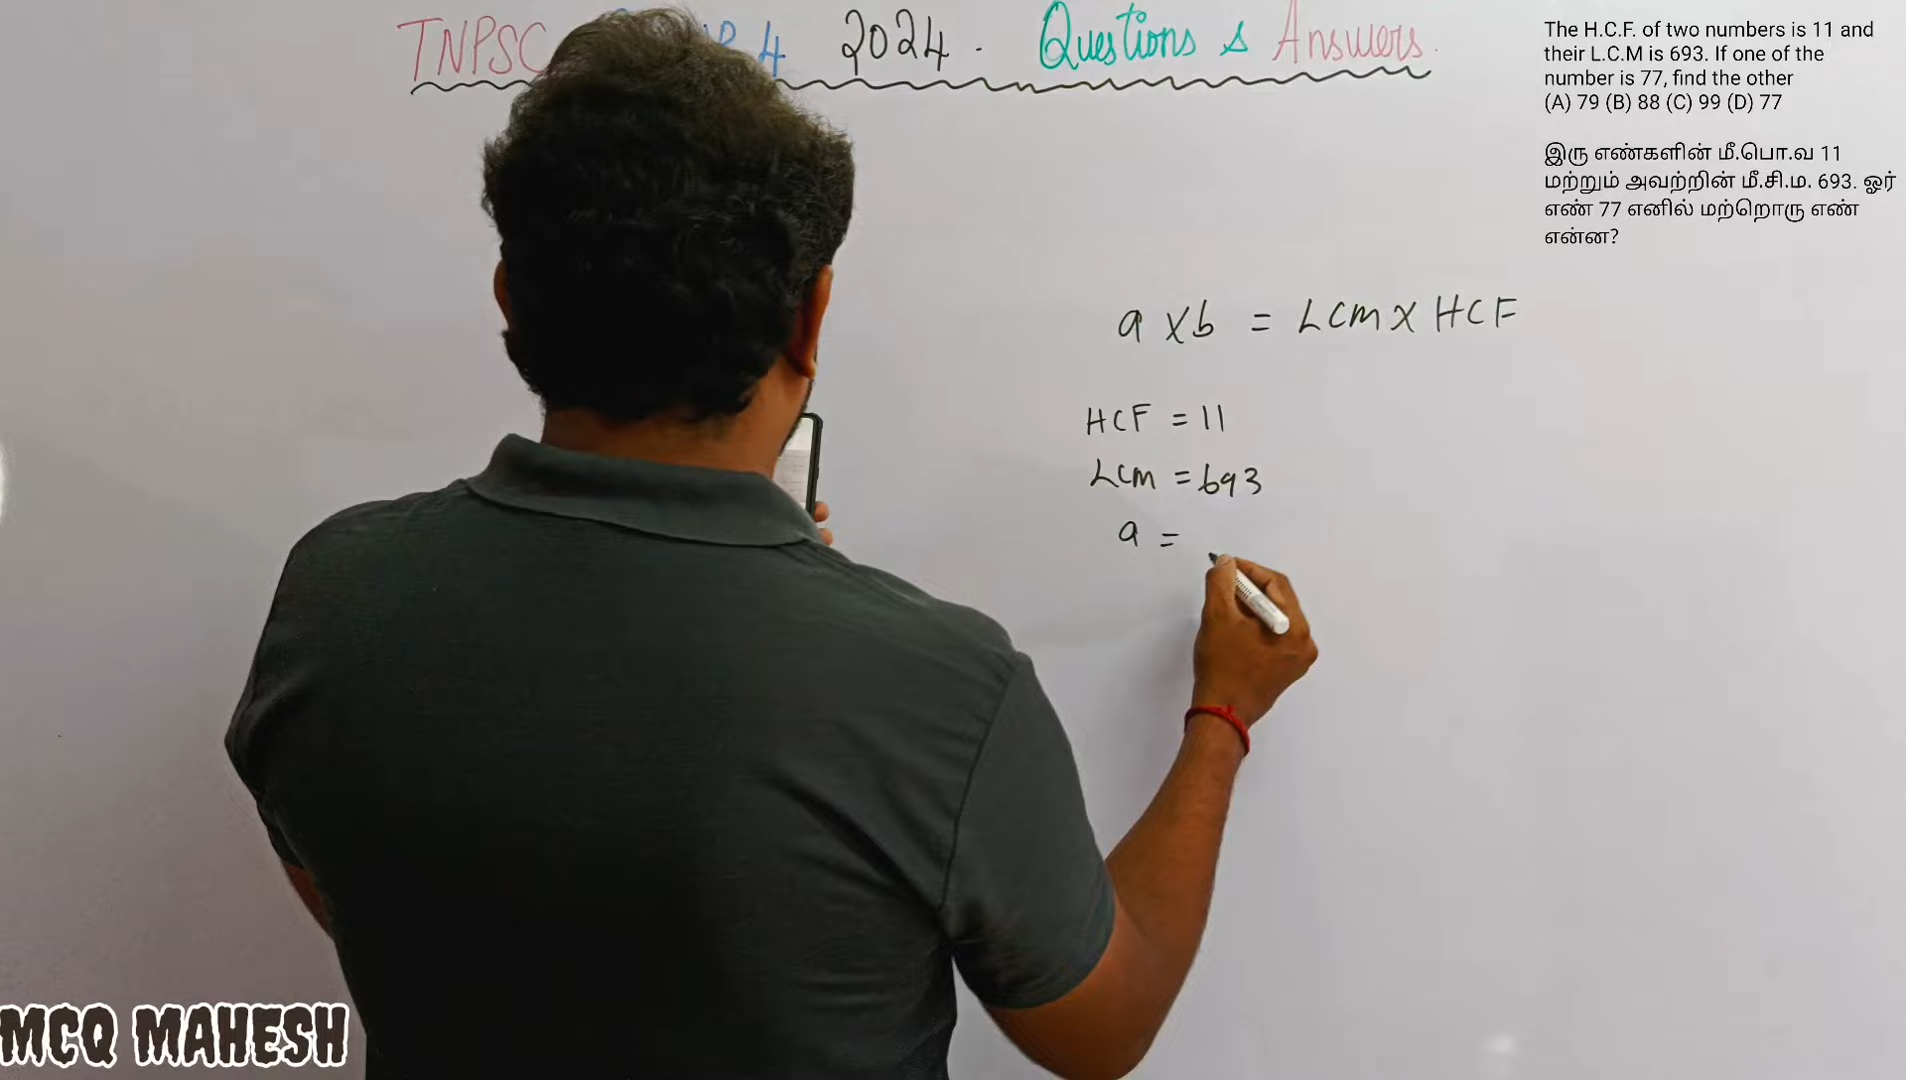 TNPSC 4 2024. Questions & Answers.
The H.C.F. of two numbers is 11 and
their L.C.M is 693. If one of the
number is 77, find the other
(A) 79 (B) 88 (C) 99 (D) 77
இரு எண்களின் மீ.பொ.வ 11
மற்றும் அவற்றின் மீ.சி.ம. 693. ஓர்
எண் 77 எனில் மற்றொரு எண்
என்ன?
a x b = LCM X HCF
HCF = 11
LCM = 693
a =
MCQ MAHESH